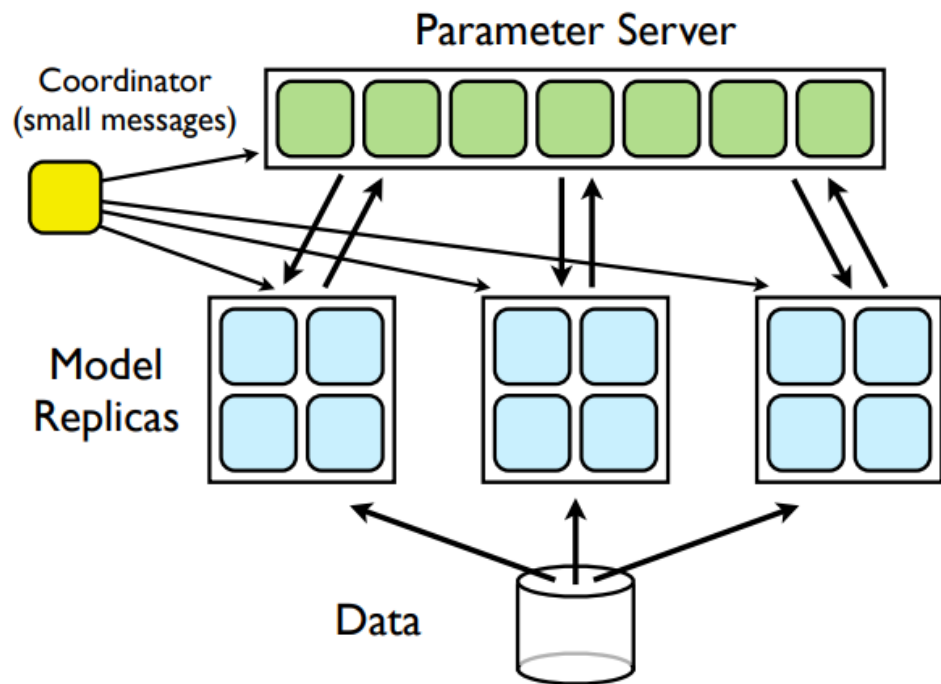 Parameter Server
Coordinator
(small messages)
Model
Replicas
Data